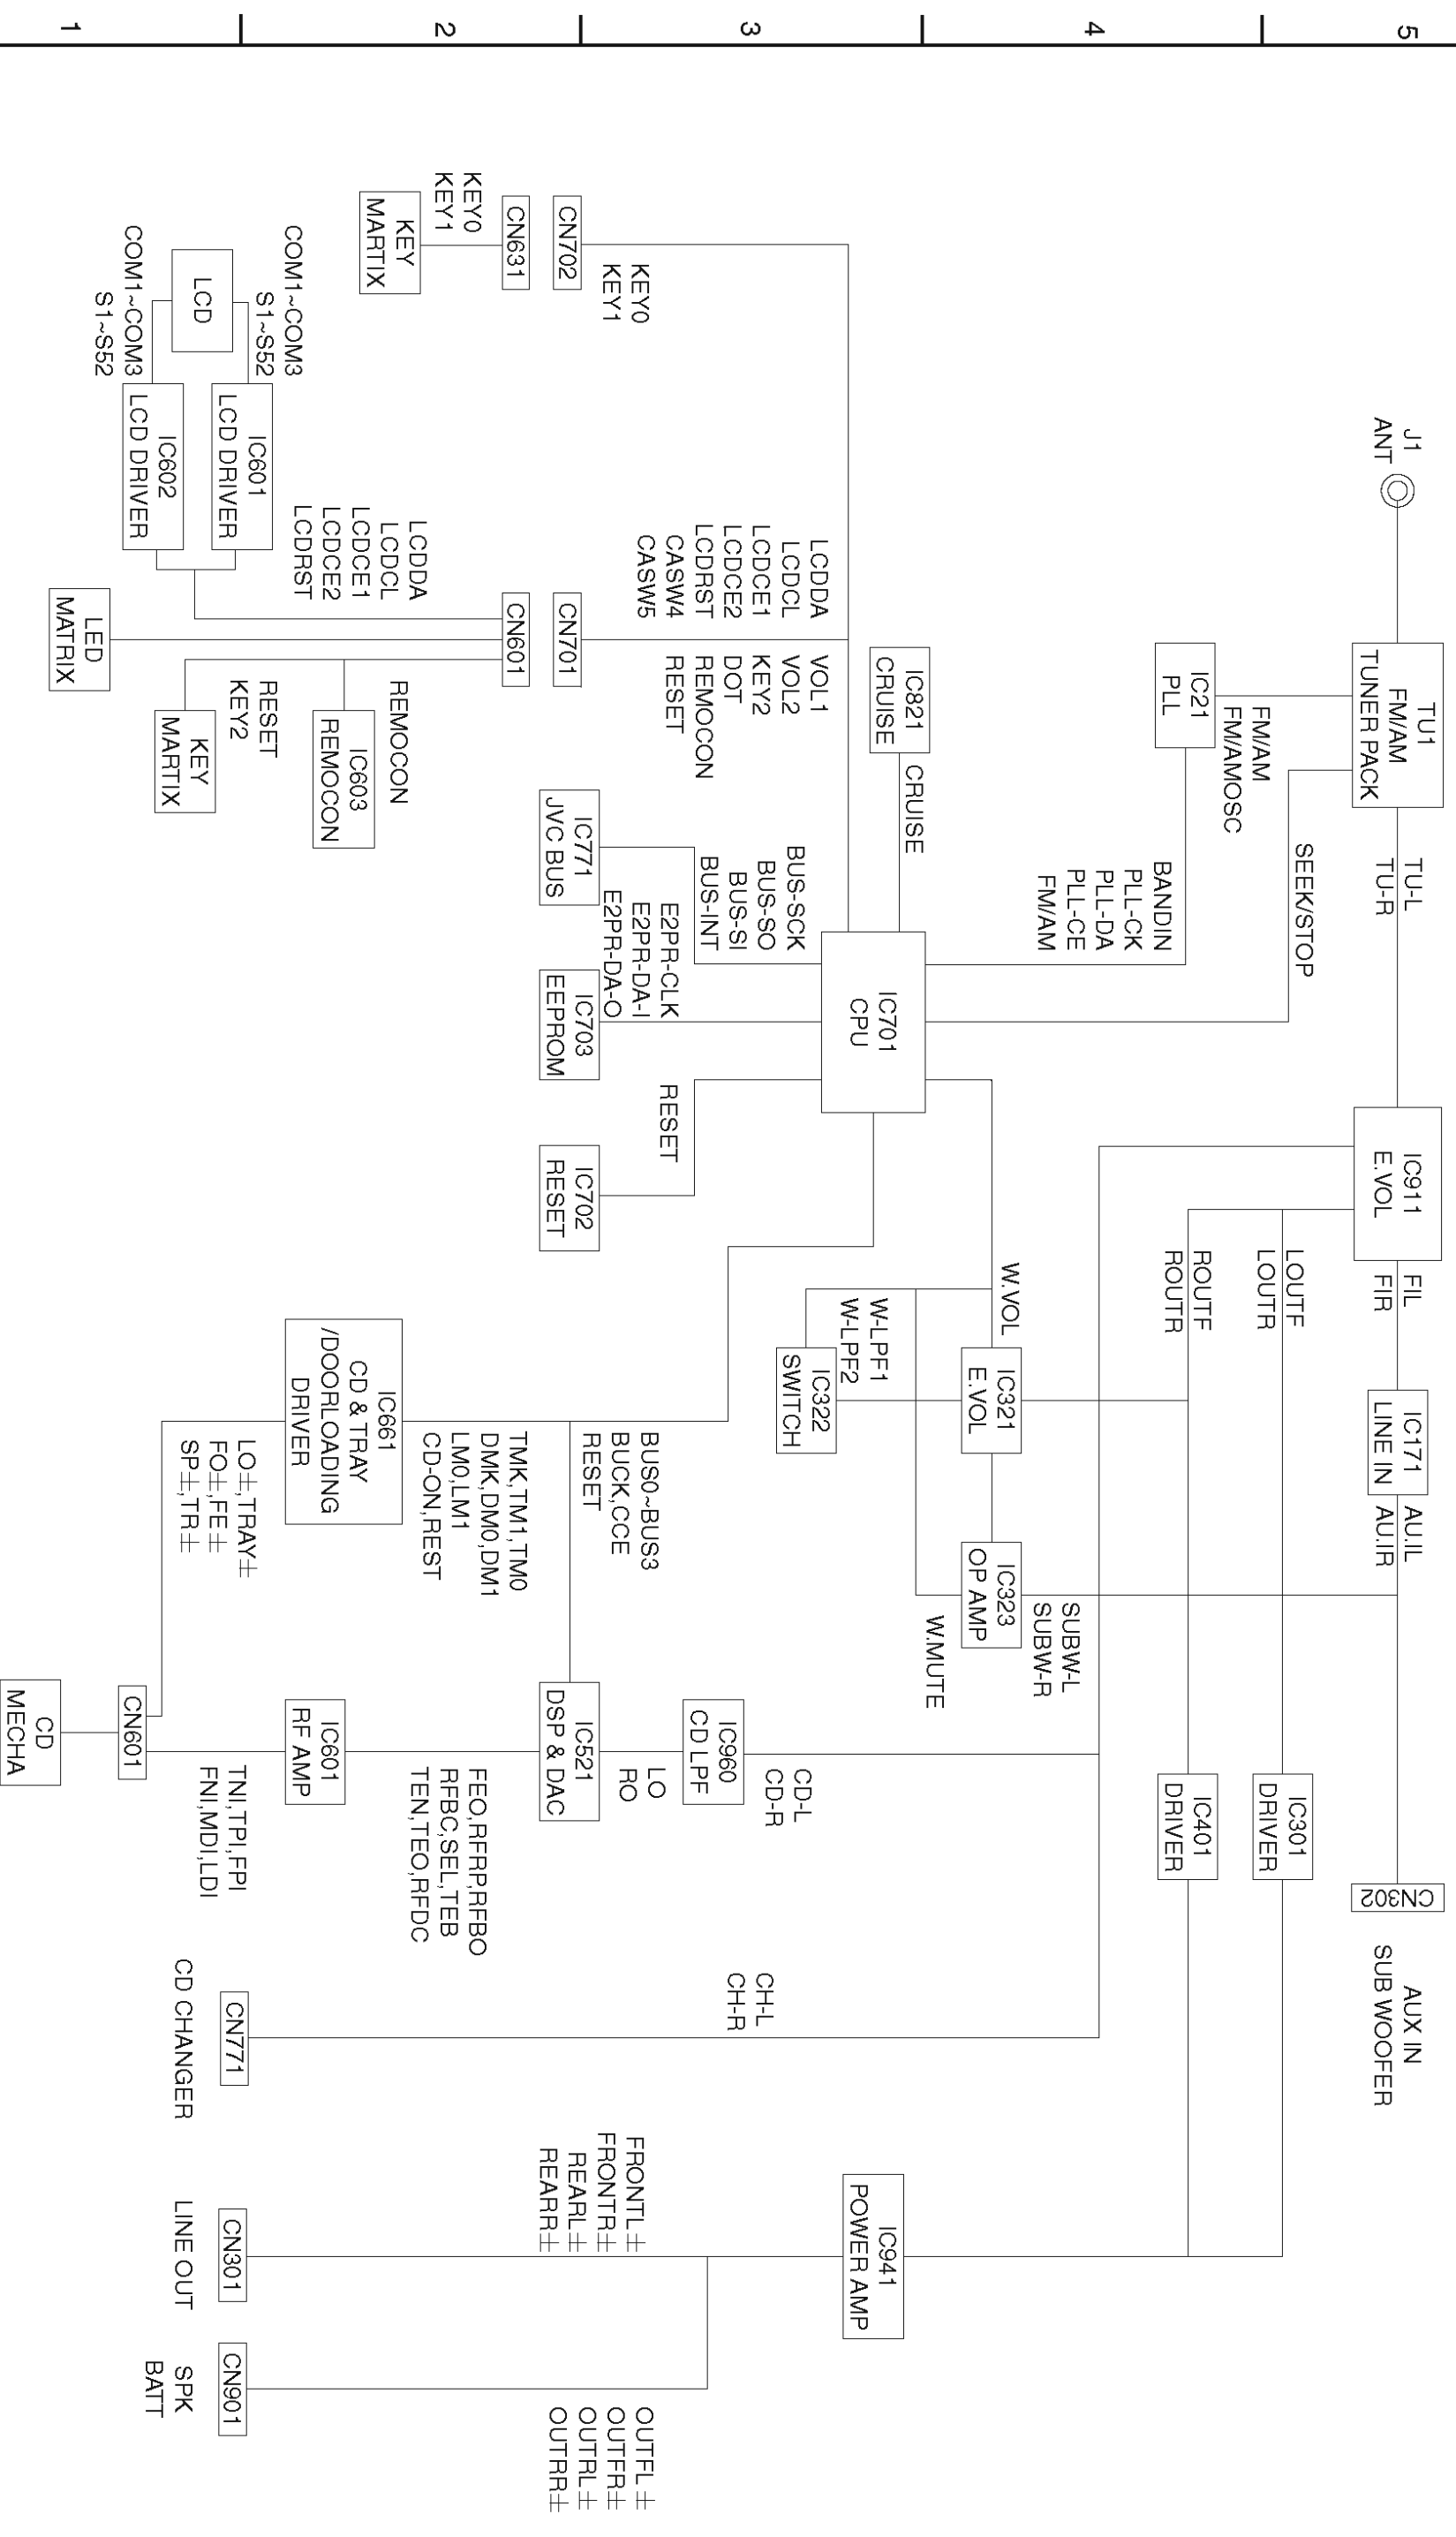 5
4
3
2
1
J1
ANT
TU1
FM/AM
TUNER PACK
TU-L
TU-R
IC911
E.VOL
FIL
FIR
IC171
LINE IN
AU.IL
AU.IR
CN302
AUX IN
SUB WOOFER
SEEK/STOP
FM/AM
FM/AMOSC
IC21
PLL
BANDIN
PLL-CK
PLL-DA
PLL-CE
FM/AM
LOUTF
LOUTR
ROUTF
ROUTR
IC301
DRIVER
IC401
DRIVER
IC821
CRUISE
CRUISE
IC701
CPU
W.VOL
IC321
E.VOL
IC323
OP AMP
SUBW-L
SUBW-R
W.MUTE
W-LPF1
W-LPF2
IC322
SWITCH
IC941
POWER AMP
KEY0
KEY1
CN702
CN631
KEY0
KEY1
KEY
MARTIX
LCDDA
LCDCL
LCDCE1
LCDCE2
LCDRST
CASW4
CASW5
VOL1
VOL2
KEY2
DOT
REMOCON
RESET
CN701
CN601
BUS-SCK
BUS-SO
BUS-SI
BUS-INT
IC771
JVC BUS
E2PR-CLK
E2PR-DA-I
E2PR-DA-O
IC703
EEPROM
RESET
IC702
RESET
BUS0~BUS3
BUCK,CCE
RESET
CD-L
CD-R
IC960
CD LPF
LO
RO
IC521
DSP & DAC
CH-L
CH-R
FRONTL±
FRONTR±
REARL±
REARR±
OUTFL±
OUTFR±
OUTRL±
OUTRR±
TMK,TM1,TM0
DMK,DM0,DM1
LM0,LM1
CD-ON,REST
FEO,RFRP,RFBO
RFBC,SEL,TEB
TEN,TEO,RFDC
LCDDA
LCDCL
LCDCE1
LCDCE2
LCDRST
REMOCON
IC603
REMOCON
IC661
CD & TRAY
/DOORLOADING
DRIVER
IC601
RF AMP
COM1~COM3
S1~S52
LCD
IC601
LCD DRIVER
IC602
LCD DRIVER
COM1~COM3
S1~S52
LED
MATRIX
RESET
KEY2
KEY
MARTIX
LO±,TRAY±
FO±,FE±
SP±,TR±
TNI,TPI,FPI
FNI,MDI,LDI
CN601
CD
MECHA
CN771
CD CHANGER
CN301
LINE OUT
CN901
SPK
BATT